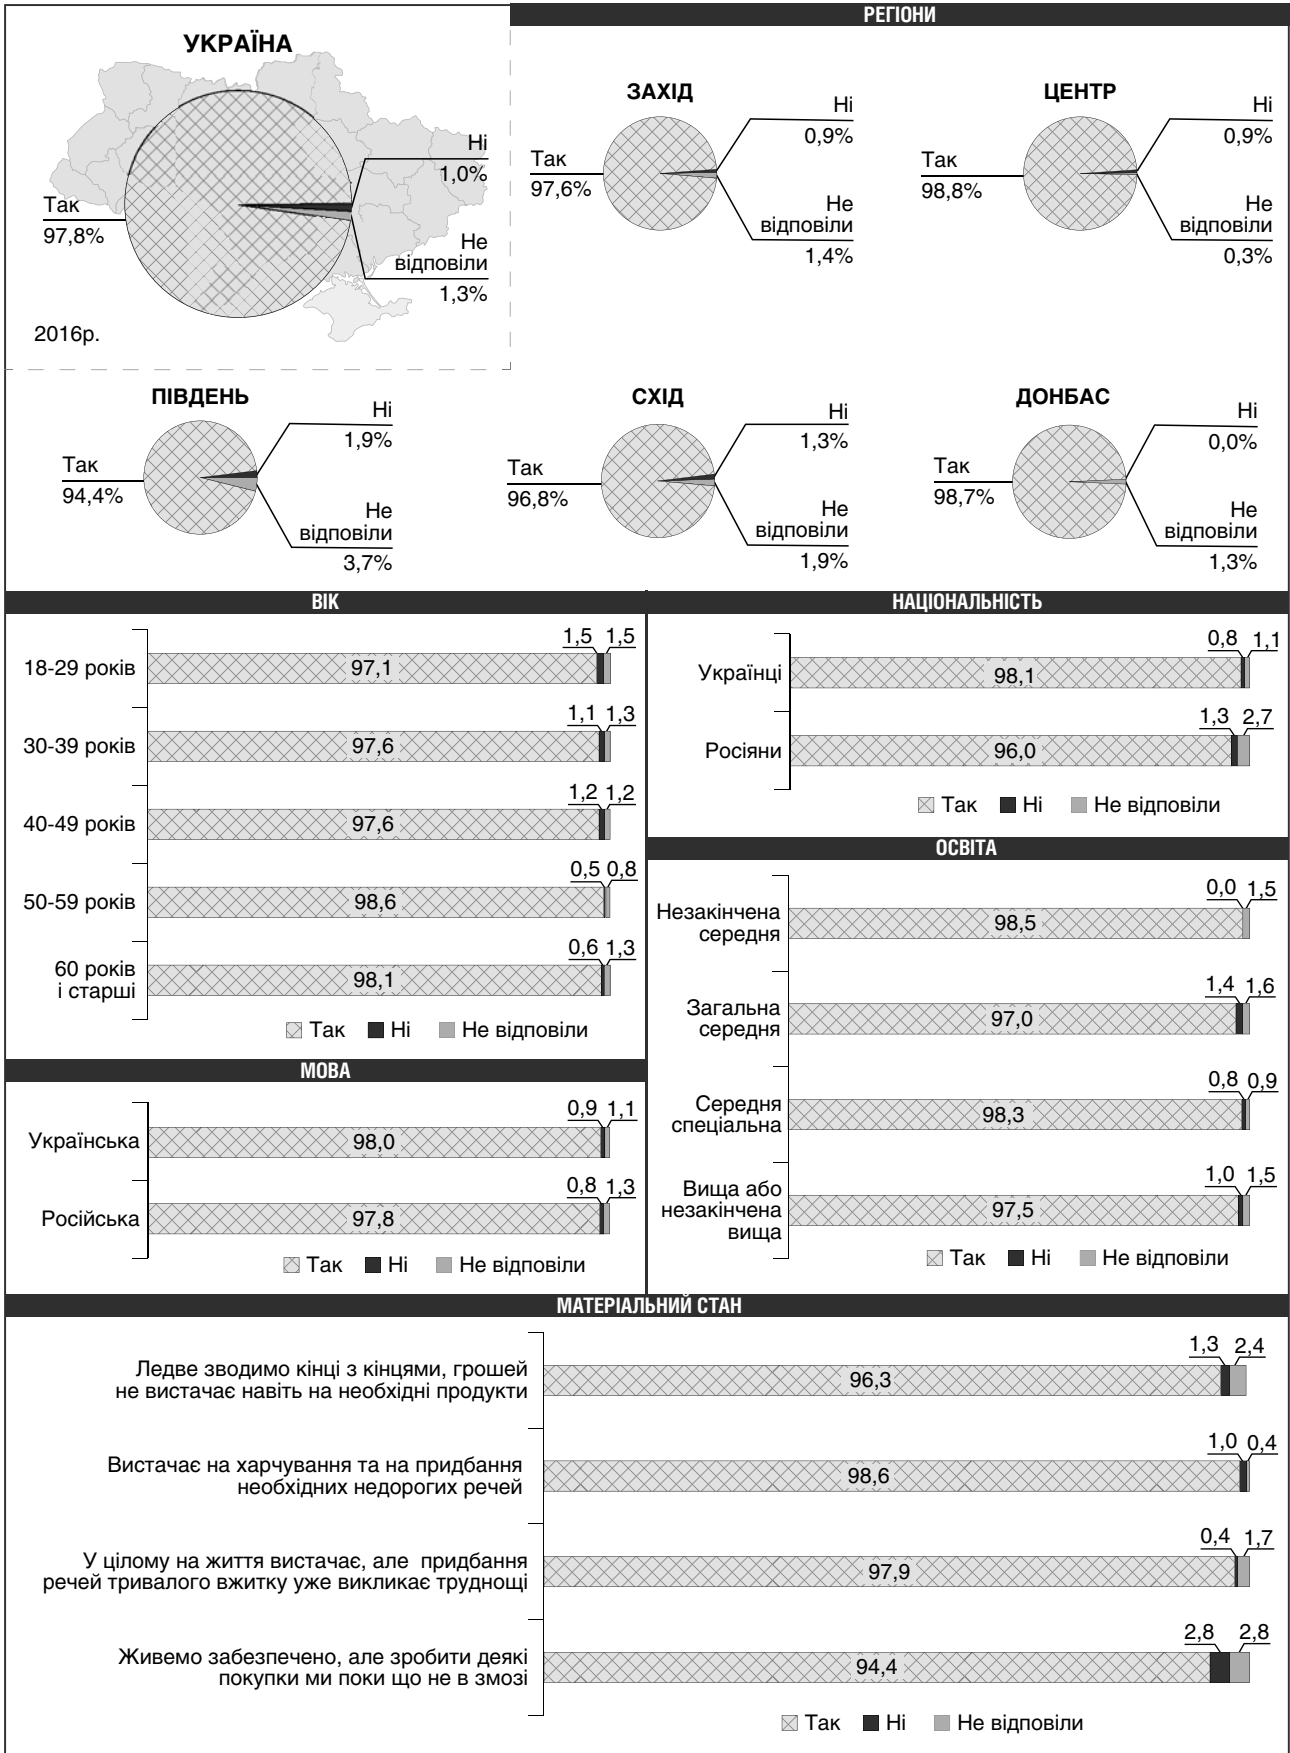 РЕГІОНИ
УКРАЇНА
Ні
1,0%
Так
97,8%
Не
відповіли
1,3%
2016р.
ЗАХІД
Ні
0,9%
Так
97,6%
Не
відповіли
1,4%
ЦЕНТР
Ні
0,9%
Так
98,8%
Не
відповіли
0,3%
ПІВДЕНЬ
Ні
1,9%
Так
94,4%
Не
відповіли
3,7%
СХІД
Ні
1,3%
Так
96,8%
Не
відповіли
1,9%
ДОНБАС
Ні
0,0%
Так
98,7%
Не
відповіли
1,3%
ВІК
1,5 1,5
18-29 років 97,1
1,1 1,3
30-39 років 97,6
1,2 1,2
40-49 років 97,6
0,5 0,8
50-59 років 98,6
0,6 1,3
60 років
і старші 98,1
Так Ні Не відповіли
МОВА
0,9 1,1
Українська 98,0
0,8 1,3
Російська 97,8
Так Ні Не відповіли
НАЦІОНАЛЬНІСТЬ
0,8 1,1
Українці 98,1
1,3 2,7
Росіяни 96,0
Так Ні Не відповіли
ОСВІТА
0,0 1,5
Незакінчена
середня 98,5
1,4 1,6
Загальна
середня 97,0
0,8 0,9
Середня
спеціальна 98,3
1,0 1,5
Вища або
незакінчена 97,5
вища
Так Ні Не відповіли
МАТЕРІАЛЬНИЙ СТАН
1,3 2,4
Ледве зводимо кінці з кінцями, грошей
не вистачає навіть на необхідні продукти 96,3
1,0 0,4
Вистачає на харчування та на придбання
необхідних недорогих речей 98,6
0,4 1,7
У цілому на життя вистачає, але придбання
речей тривалого вжитку уже викликає труднощі 97,9
2,8 2,8
Живемо забезпечено, але зробити деякі
покупки ми поки що не в змозі 94,4
Так Ні Не відповіли